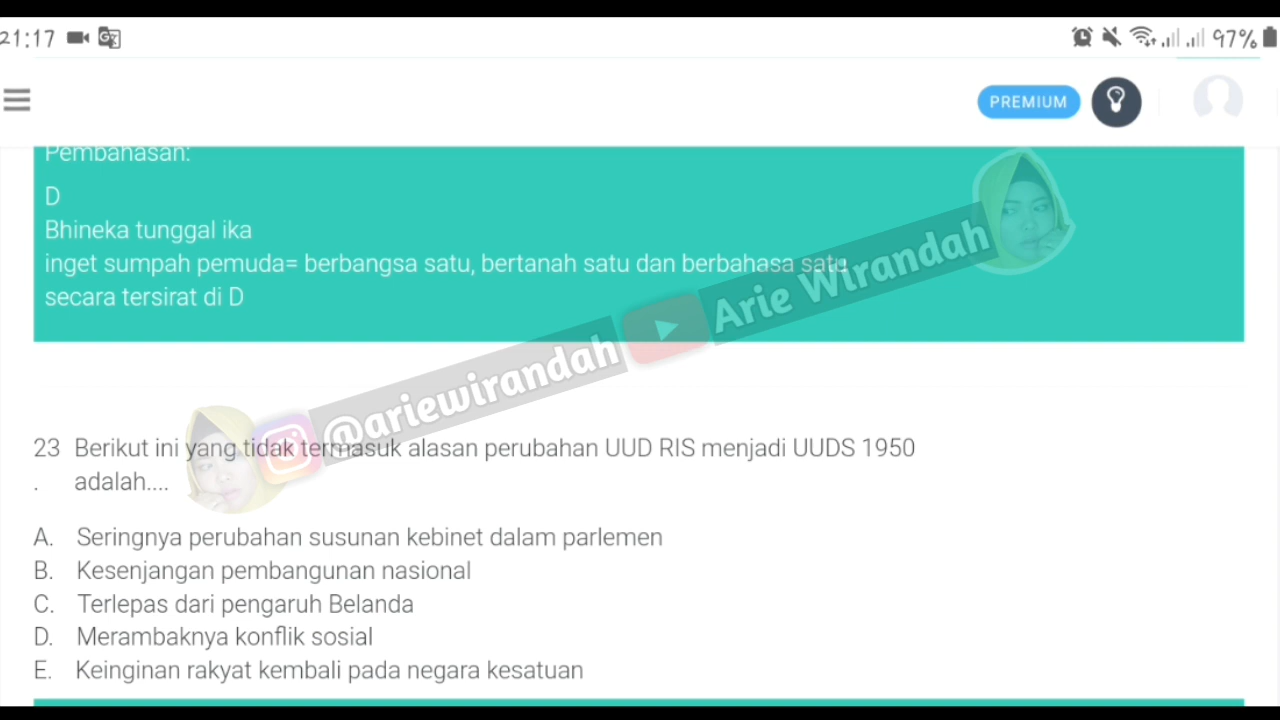 21:17
97%
PREMIUM
Pembahasan:
D
Bhineka tunggal ika
inget sumpah pemuda= berbangsa satu, bertanah satu dan berbahasa satu
secara tersirat di D
Arie Wirandah
@ariewirandah
23 Berikut ini yang tidak termasuk alasan perubahan UUD RIS menjadi UUDS 1950
. adalah....
A. Seringnya perubahan susunan kebinet dalam parlemen
B. Kesenjangan pembangunan nasional
C. Terlepas dari pengaruh Belanda
D. Merambaknya konflik sosial
E. Keinginan rakyat kembali pada negara kesatuan